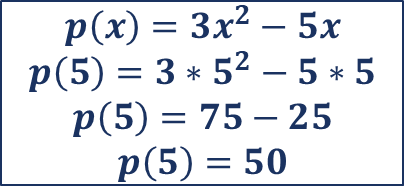 p(x) = 3x² − 5x
p(5) = 3 * 5² − 5 * 5
p(5) = 75 − 25
p(5) = 50